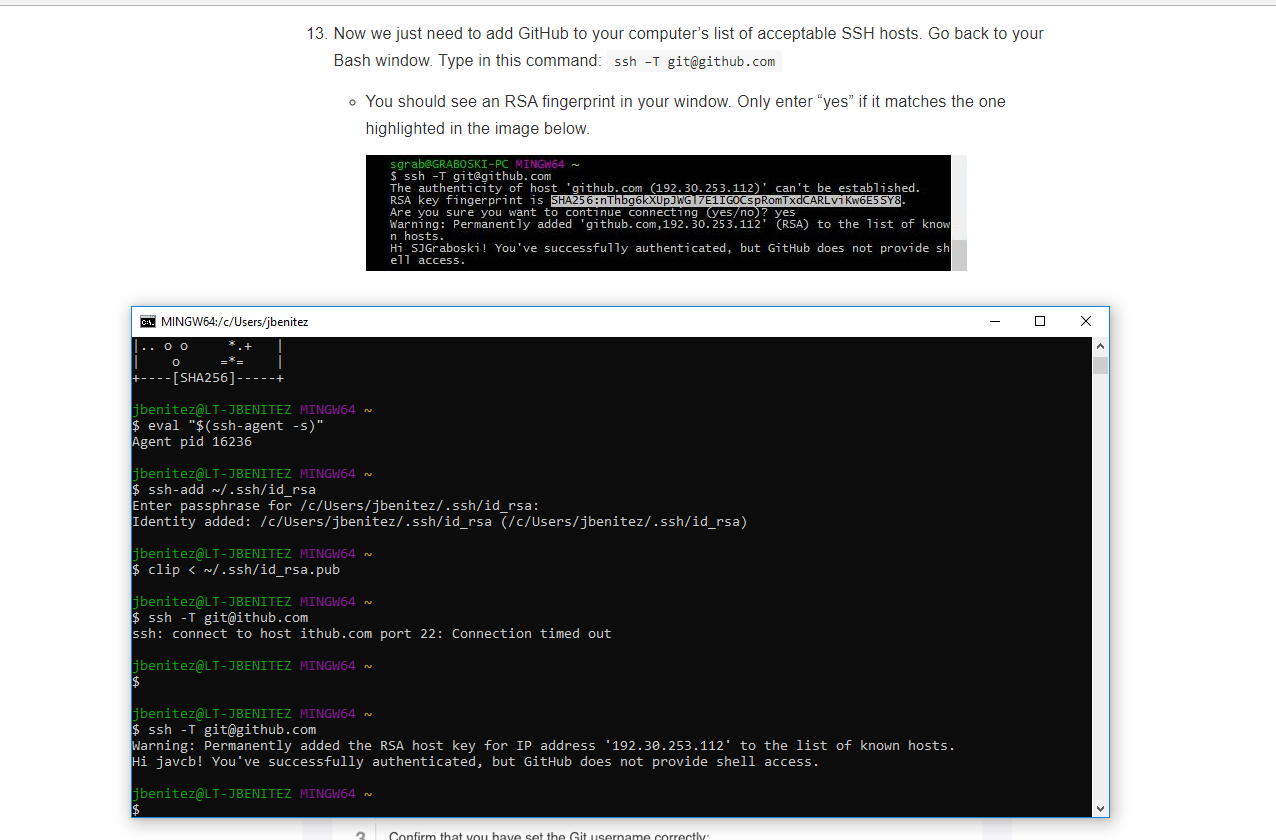 13. Now we just need to add GitHub to your computer’s list of acceptable SSH hosts. Go back to your
Bash window. Type in this command: ssh -T git@github.com
You should see an RSA fingerprint in your window. Only enter “yes” if it matches the one
highlighted in the image below.
sgrab@GRABOSKI-PC MINGW64 ~
$ ssh -T git@github.com
The authenticity of host 'github.com (192.30.253.112)' can't be established.
RSA key fingerprint is SHA256:nThbg6kXUpJWGl7E1IGOCspRomTxdCARLviKw6E5SY8.
Are you sure you want to continue connecting (yes/no)? yes
Warning: Permanently added 'github.com,192.30.253.112' (RSA) to the list of know
n hosts.
Hi SJGraboski! You've successfully authenticated, but GitHub does not provide sh
ell access.
MINGW64:/c/Users/jbenitez
|.. o o     *.+   |
|    o     =*=    |
+----[SHA256]-----+
jbenitez@LT-JBENITEZ MINGW64 ~
$ eval "$(ssh-agent -s)"
Agent pid 16236
jbenitez@LT-JBENITEZ MINGW64 ~
$ ssh-add ~/.ssh/id_rsa
Enter passphrase for /c/Users/jbenitez/.ssh/id_rsa:
Identity added: /c/Users/jbenitez/.ssh/id_rsa (/c/Users/jbenitez/.ssh/id_rsa)
jbenitez@LT-JBENITEZ MINGW64 ~
$ clip < ~/.ssh/id_rsa.pub
jbenitez@LT-JBENITEZ MINGW64 ~
$ ssh -T git@ithub.com
ssh: connect to host ithub.com port 22: Connection timed out
jbenitez@LT-JBENITEZ MINGW64 ~
$
jbenitez@LT-JBENITEZ MINGW64 ~
$ ssh -T git@github.com
Warning: Permanently added the RSA host key for IP address '192.30.253.112' to the list of known hosts.
Hi javcb! You've successfully authenticated, but GitHub does not provide shell access.
jbenitez@LT-JBENITEZ MINGW64 ~
$
3 Confirm that you have set the Git username correctly: